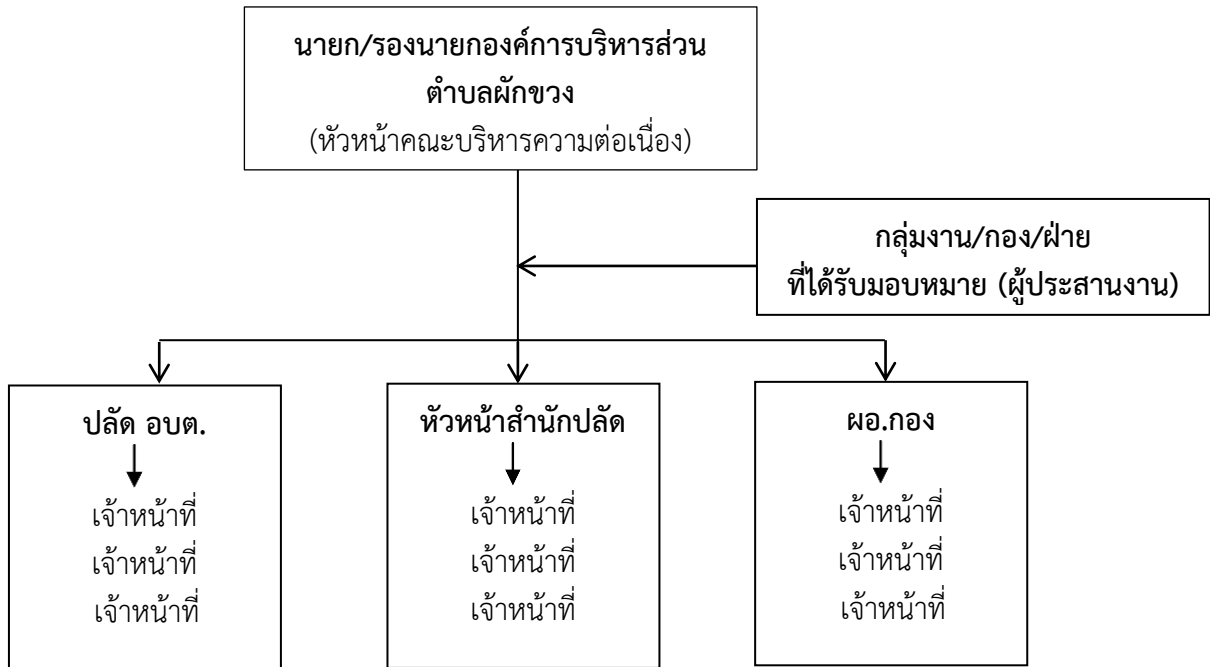 นายก/รองนายกองค์การบริหารส่วน
ตำบลผักขวง
(หัวหน้าคณะบริหารความต่อเนื่อง)
กลุ่มงาน/กอง/ฝ่าย
ที่ได้รับมอบหมาย (ผู้ประสานงาน)
ปลัด อบต.
เจ้าหน้าที่
เจ้าหน้าที่
เจ้าหน้าที่
หัวหน้าสำนักปลัด
เจ้าหน้าที่
เจ้าหน้าที่
เจ้าหน้าที่
ผอ.กอง
เจ้าหน้าที่
เจ้าหน้าที่
เจ้าหน้าที่